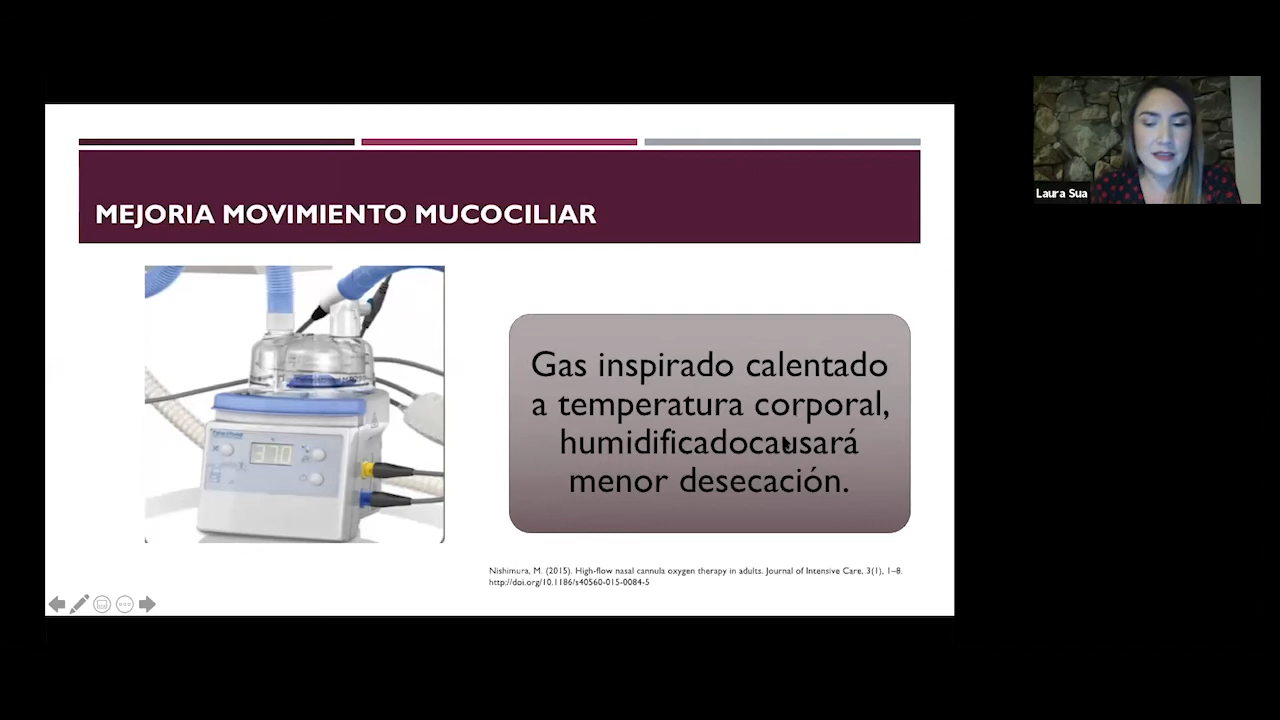 MEJORIA MOVIMIENTO MUCOCILIAR
Gas inspirado calentado
a temperatura corporal,
humidificadocausará
menor desecación.
Nishimura, M. (2015). High-flow nasal cannula oxygen therapy in adults. Journal of Intensive Care, 3(1), 1–8.
http://doi.org/10.1186/s40560-015-0084-5
Laura Sua